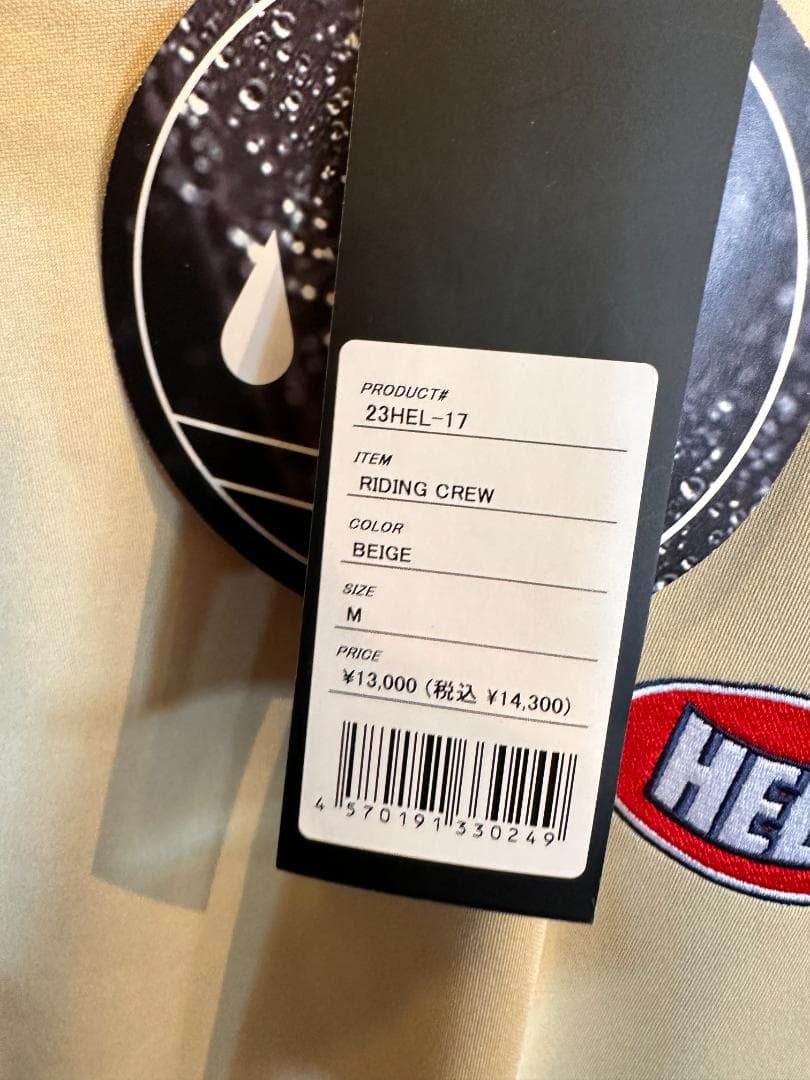 PRODUCT#
23HEL-17
ITEM
RIDING CREW
COLOR
BEIGE
SIZE
M
PRICE
¥13,000 (税込 ¥14,300)
4 570191 330249
HEL